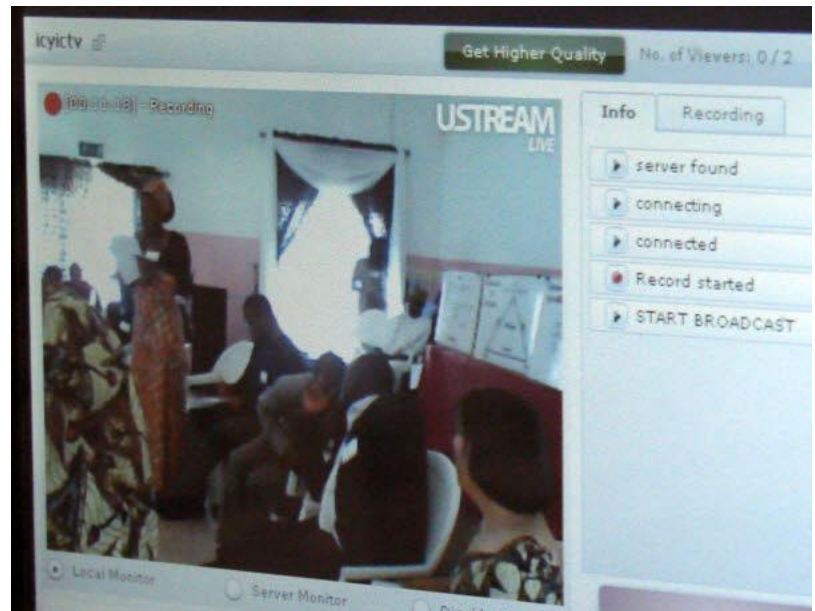 icyictv
Get Higher Quality
No. of Viewers: 0 / 2
- Recording
USTREAM
LIVE
Info
Recording
server found
connecting
connected
Record started
START BROADCAST
Local Monitor
Server Monitor